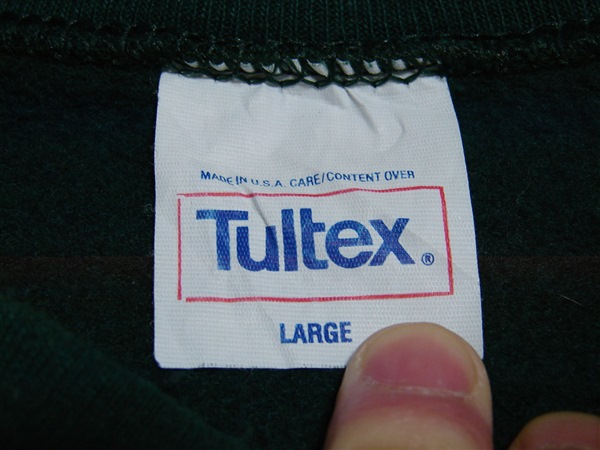 MADE IN U.S.A. CARE/CONTENT OVER
Tultex®
LARGE